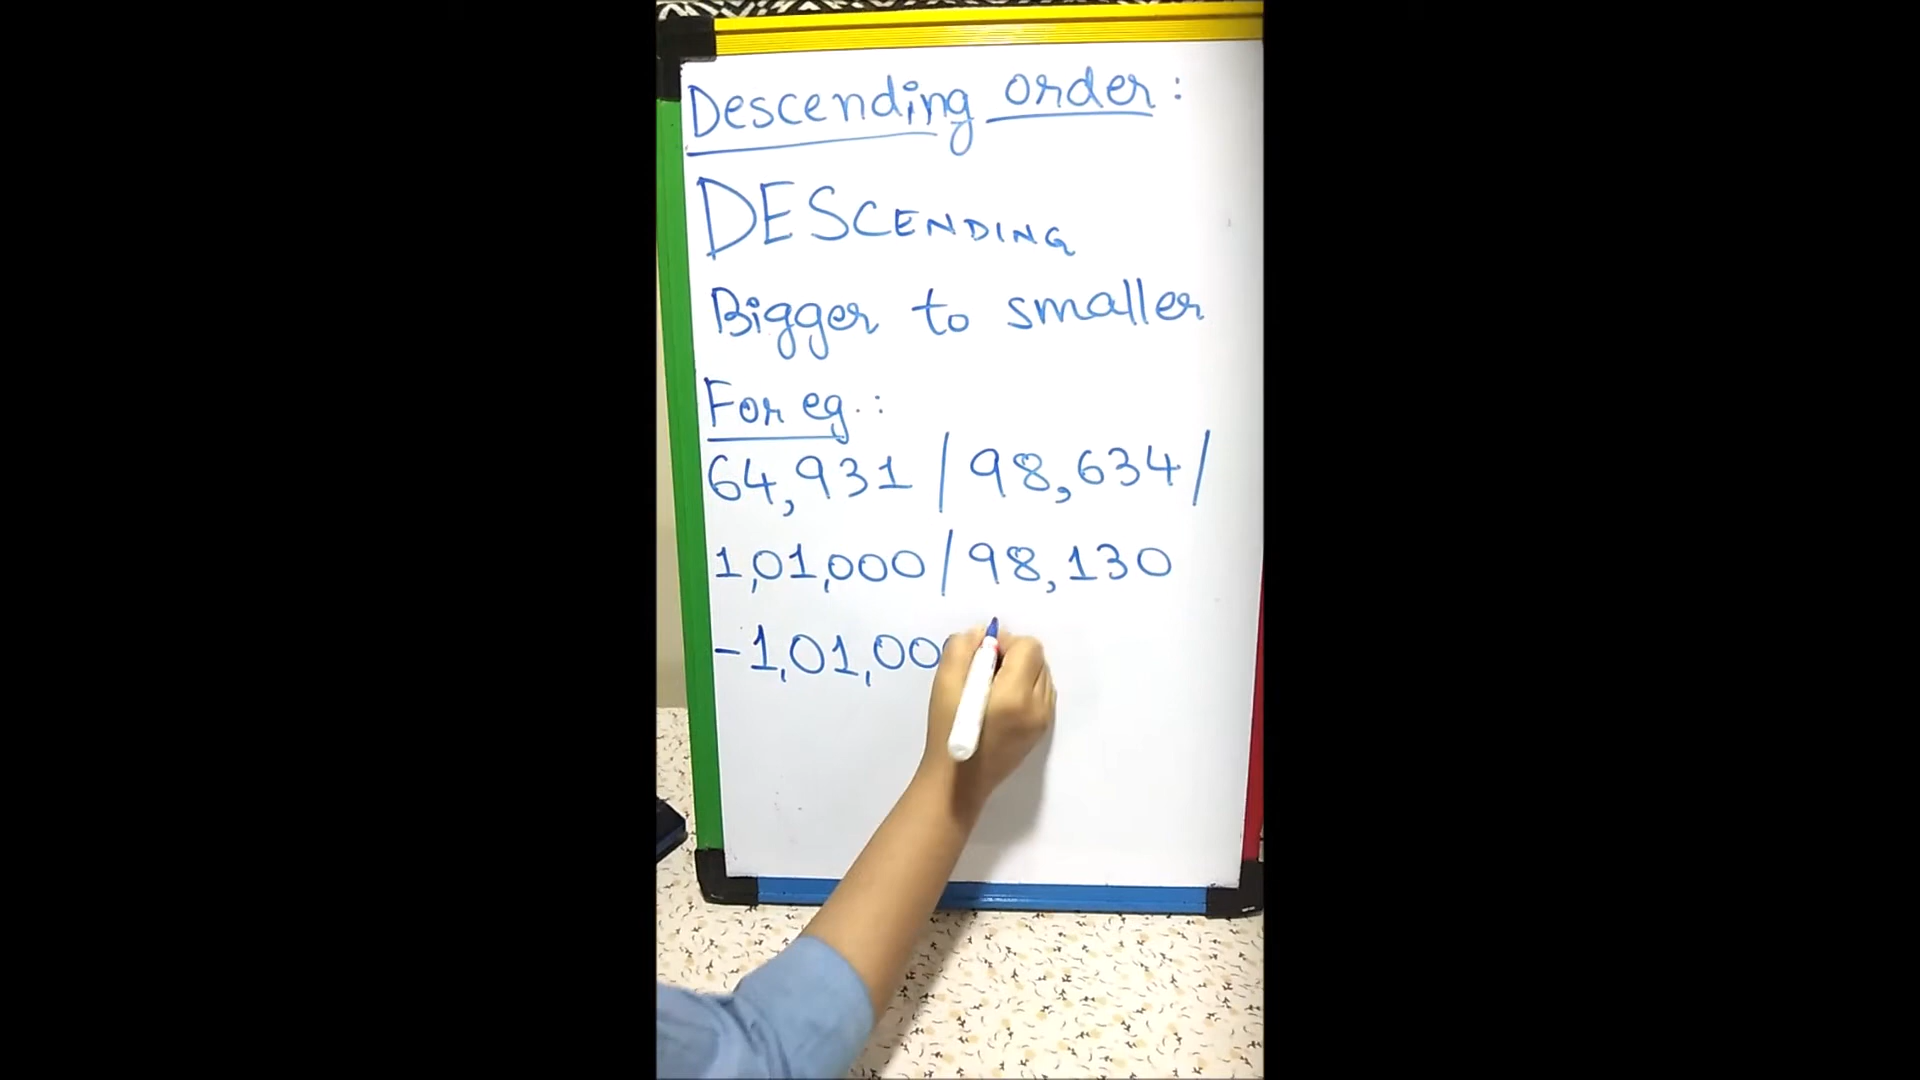 Descending order:
DESCENDING
Bigger to smaller
For eg.:
64,931 / 98,634 /
1,01,000 / 98,130
- 1,01,000